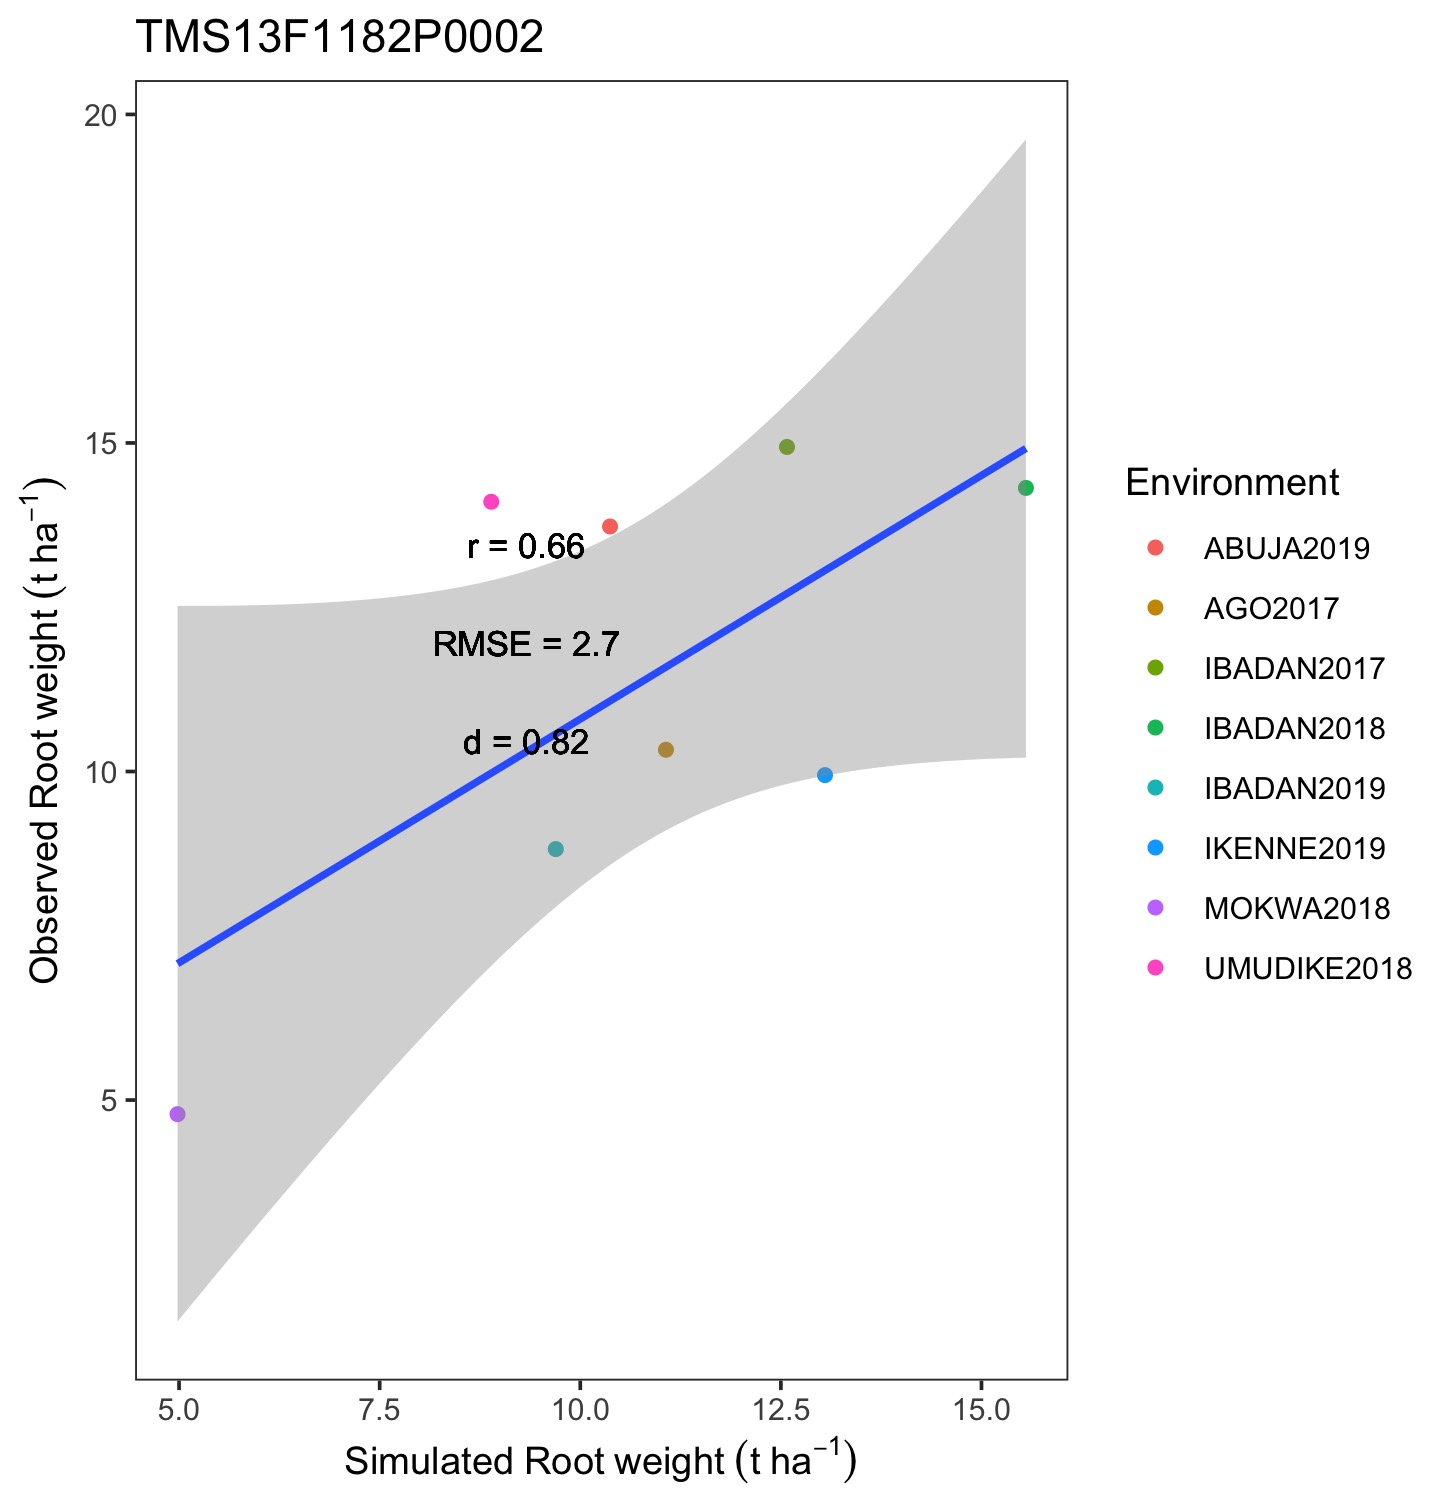 TMS13F1182P0002
20
15
10
5
Observed Root weight (t ha⁻¹)
r = 0.66
RMSE = 2.7
d = 0.82
5.0 7.5 10.0 12.5 15.0
Simulated Root weight (t ha⁻¹)
Environment
ABUJA2019
AGO2017
IBADAN2017
IBADAN2018
IBADAN2019
IKENNE2019
MOKWA2018
UMUDIKE2018